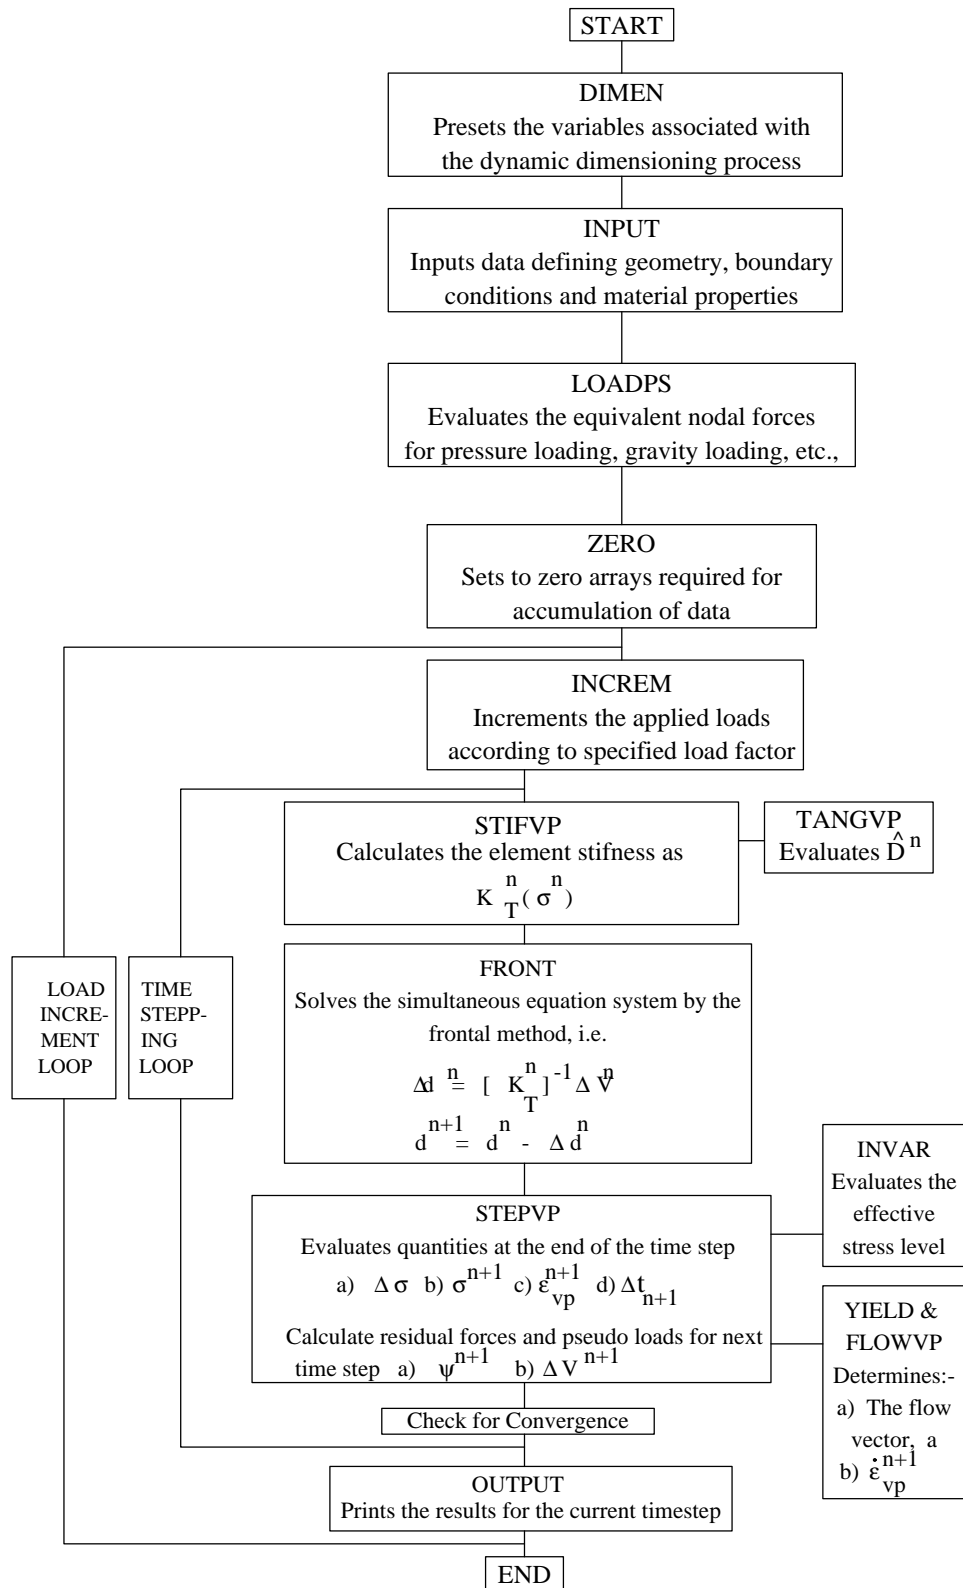 START
DIMEN
Presets the variables associated with
the dynamic dimensioning process
INPUT
Inputs data defining geometry, boundary
conditions and material properties
LOADPS
Evaluates the equivalent nodal forces
for pressure loading, gravity loading, etc.,
ZERO
Sets to zero arrays required for
accumulation of data
INCREM
Increments the applied loads
according to specified load factor
STIFVP
Calculates the element stifness as
K_T^n(σ^n)
TANGVP
Evaluates D̂^n
LOAD
INCRE-
MENT
LOOP
TIME
STEPP-
ING
LOOP
FRONT
Solves the simultaneous equation system by the
frontal method, i.e.
Δd^n = [K_T^n]^-1 ΔV^n
d^n+1 = d^n - Δd^n
STEPVP
Evaluates quantities at the end of the time step
a) Δσ b) σ^n+1 c) ε_vp^n+1 d) Δt_n+1
Calculate residual forces and pseudo loads for next
time step a) ψ^n+1 b) ΔV^n+1
INVAR
Evaluates the
effective
stress level
YIELD &
FLOWVP
Determines:-
a) The flow
vector, a
b) ε̇_vp^n+1
Check for Convergence
OUTPUT
Prints the results for the current timestep
END